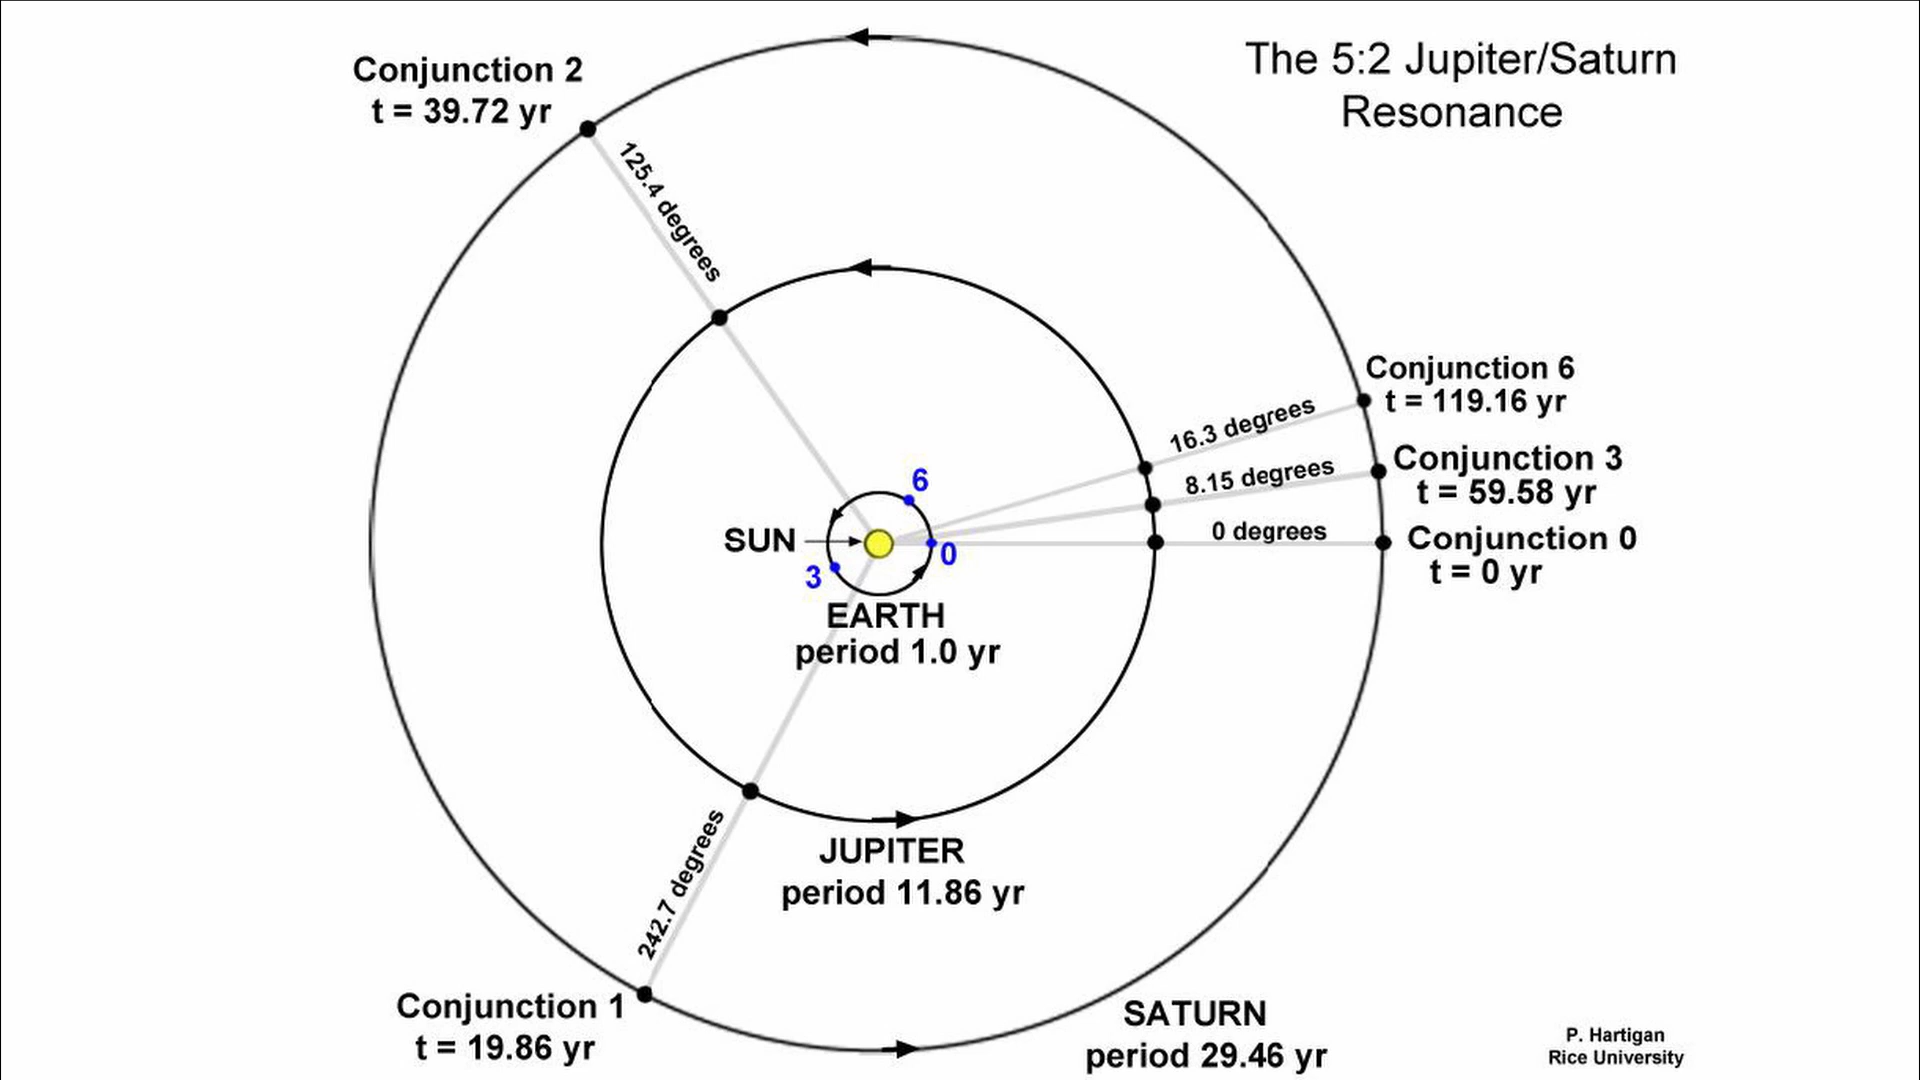 The 5:2 Jupiter/Saturn
Resonance
Conjunction 2
t = 39.72 yr
125.4 degrees
Conjunction 6
t = 119.16 yr
16.3 degrees
Conjunction 3
t = 59.58 yr
8.15 degrees
Conjunction 0
t = 0 yr
0 degrees
6
SUN
0
3
EARTH
period 1.0 yr
JUPITER
period 11.86 yr
242.7 degrees
Conjunction 1
t = 19.86 yr
SATURN
period 29.46 yr
P. Hartigan
Rice University